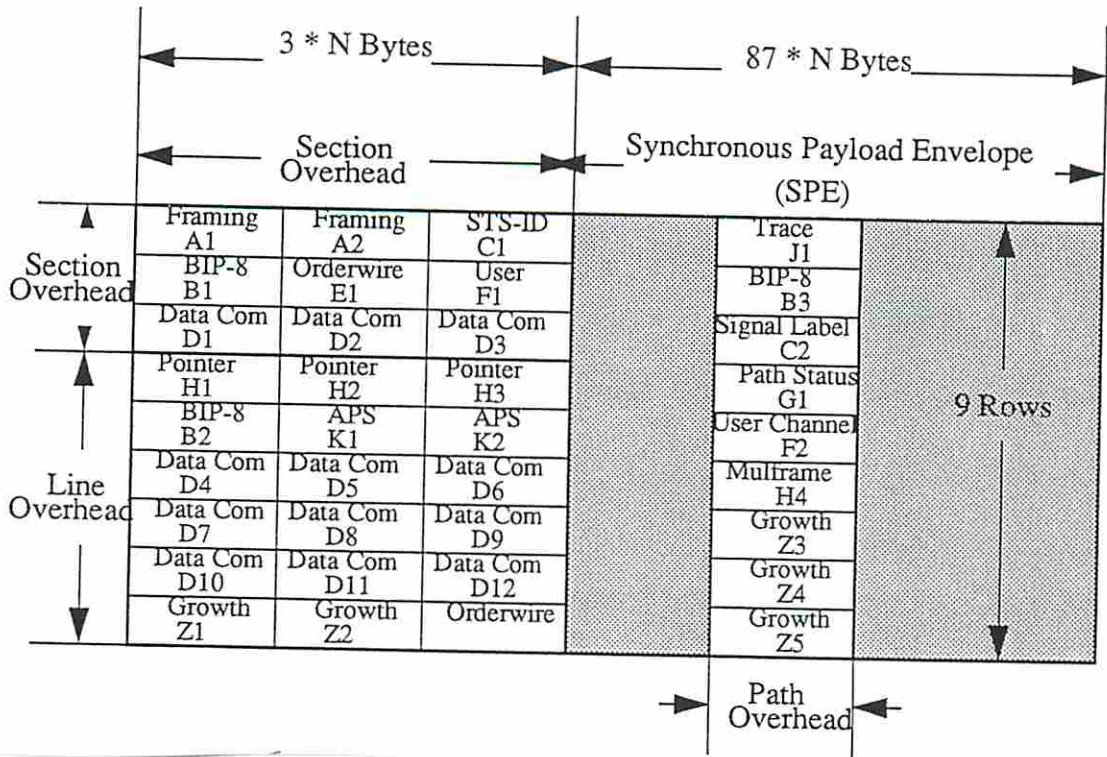 3 * N Bytes
87 * N Bytes
Section
Overhead
Synchronous Payload Envelope
(SPE)
Section
Overhead
Framing
A1
Framing
A2
STS-ID
C1
BIP-8
B1
Orderwire
E1
User
F1
Data Com
D1
Data Com
D2
Data Com
D3
Line
Overhead
Pointer
H1
Pointer
H2
Pointer
H3
BIP-8
B2
APS
K1
APS
K2
Data Com
D4
Data Com
D5
Data Com
D6
Data Com
D7
Data Com
D8
Data Com
D9
Data Com
D10
Data Com
D11
Data Com
D12
Growth
Z1
Growth
Z2
Orderwire
Trace
J1
BIP-8
B3
Signal Label
C2
Path Status
G1
User Channel
F2
Multrame
H4
Growth
Z3
Growth
Z4
Growth
Z5
9 Rows
Path
Overhead